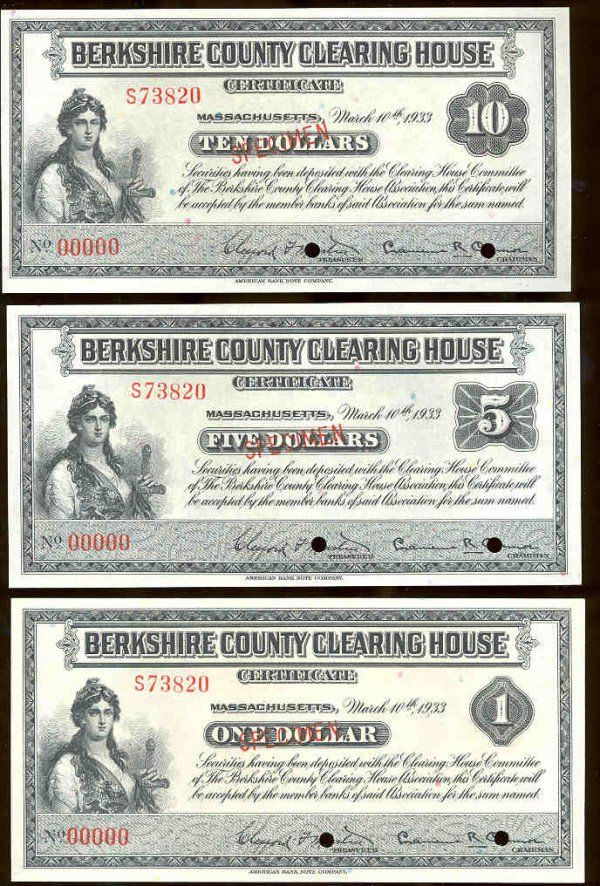 BERKSHIRE COUNTY CLEARING HOUSE
CERTIFICATE
S73820
MASSACHUSETTS, March 10th, 1933
10
TEN DOLLARS
SPECIMEN
Securities having been deposited with the Clearing House Committee
of The Berkshire County Clearing House Association, this Certificate will
be accepted by the member banks of said Association for the sum named.
No 00000
TREASURER
CHAIRMAN
AMERICAN BANK NOTE COMPANY.
BERKSHIRE COUNTY CLEARING HOUSE
CERTIFICATE
S73820
MASSACHUSETTS, March 10th, 1933
5
FIVE DOLLARS
SPECIMEN
Securities having been deposited with the Clearing House Committee
of The Berkshire County Clearing House Association, this Certificate will
be accepted by the member banks of said Association for the sum named.
No 00000
TREASURER
CHAIRMAN
AMERICAN BANK NOTE COMPANY.
BERKSHIRE COUNTY CLEARING HOUSE
CERTIFICATE
S73820
MASSACHUSETTS, March 10th, 1933
1
ONE DOLLAR
SPECIMEN
Securities having been deposited with the Clearing House Committee
of The Berkshire County Clearing House Association, this Certificate will
be accepted by the member banks of said Association for the sum named.
No 00000
TREASURER
CHAIRMAN
AMERICAN BANK NOTE COMPANY.